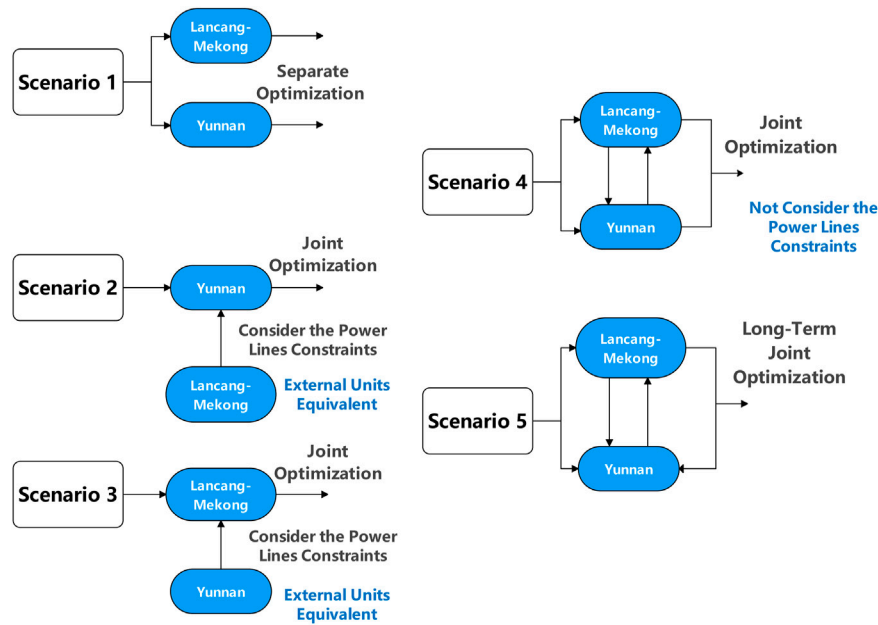 Scenario 1
Lancang-
Mekong
Yunnan
Separate
Optimization
Scenario 2
Yunnan
Joint
Optimization
Consider the Power
Lines Constraints
Lancang-
Mekong
External Units
Equivalent
Scenario 3
Lancang-
Mekong
Joint
Optimization
Consider the Power
Lines Constraints
Yunnan
External Units
Equivalent
Scenario 4
Lancang-
Mekong
Yunnan
Joint
Optimization
Not Consider the
Power Lines
Constraints
Scenario 5
Lancang-
Mekong
Yunnan
Long-Term
Joint
Optimization